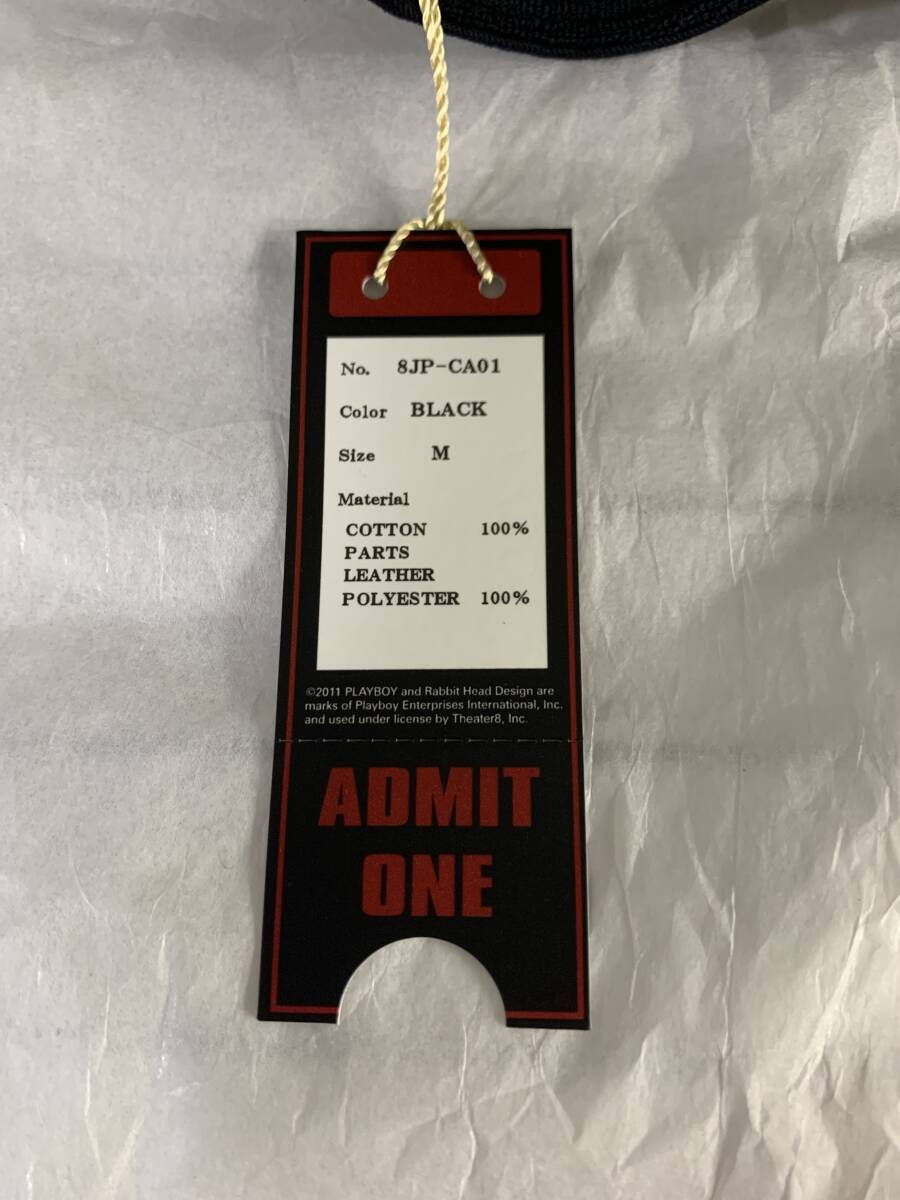 No. 8JP-CA01
Color BLACK
Size M
Material
COTTON 100%
PARTS
LEATHER
POLYESTER 100%
©2011 PLAYBOY and Rabbit Head Design are
marks of Playboy Enterprises International, Inc.
and used under license by Theater8, Inc.
ADMIT
ONE